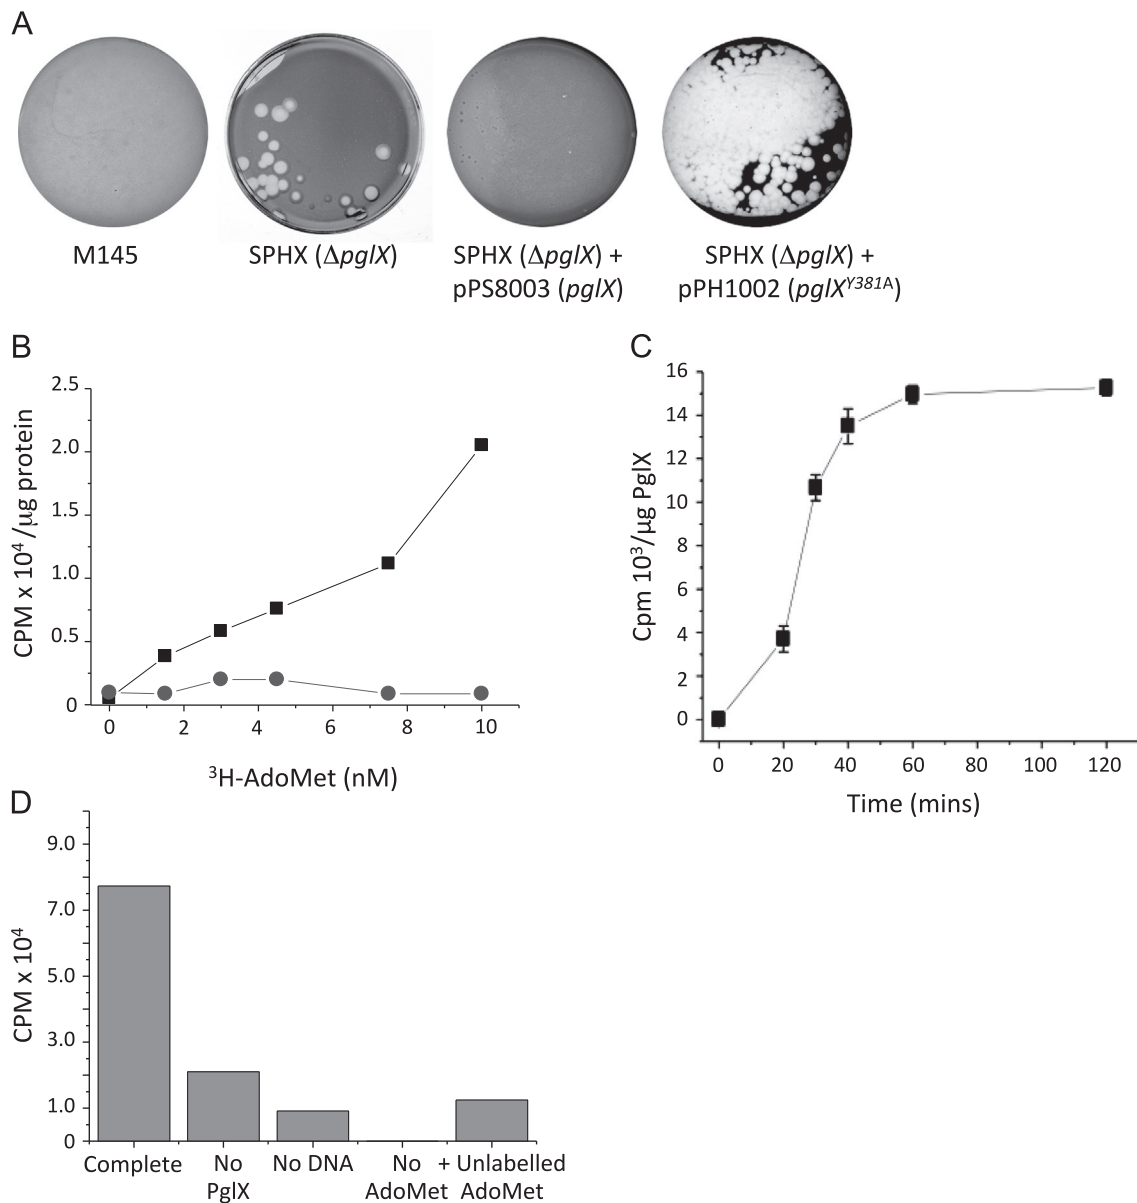 A
M145
SPHX (ΔpglX)
SPHX (ΔpglX) +
pPS8003 (pglX)
SPHX (ΔpglX) +
pPH1002 (pglX^Y381A)
B
2.5
2.0
1.5
1.0
0.5
0
CPM x 10⁴ /µg protein
0 2 4 6 8 10
³H-AdoMet (nM)
C
16
14
12
10
8
6
4
2
0
Cpm 10³/µg PglX
0 20 40 60 80 100 120
Time (mins)
D
9.0
7.0
5.0
3.0
1.0
0
CPM x 10⁴
Complete No No DNA No + Unlabelled
PglX AdoMet AdoMet